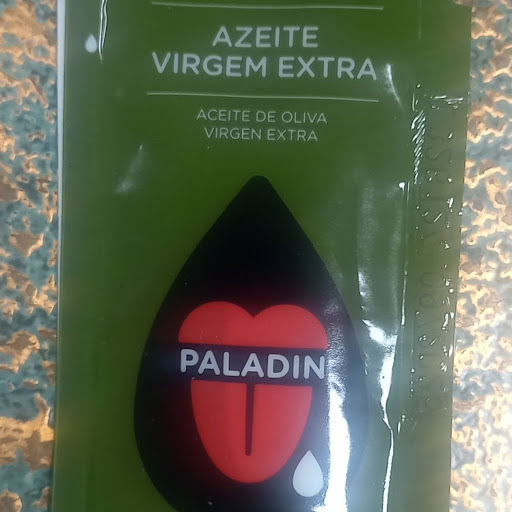 AZEITE
VIRGEM EXTRA
ACEITE DE OLIVA
VIRGEN EXTRA
PALADIN